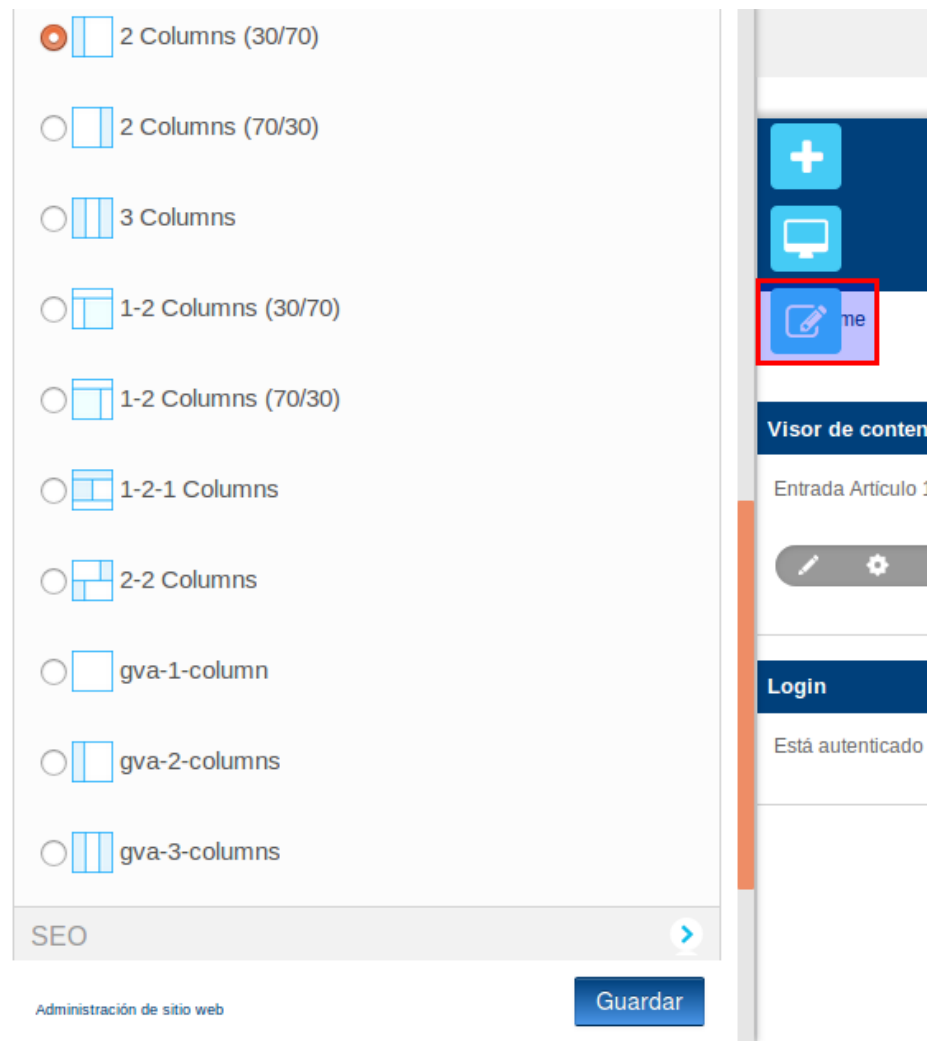 2 Columns (30/70)
2 Columns (70/30)
3 Columns
1-2 Columns (30/70)
1-2 Columns (70/30)
1-2-1 Columns
2-2 Columns
gva-1-column
gva-2-columns
gva-3-columns
SEO
Administración de sitio web
Guardar
me
Visor de conten
Entrada Artículo 1
Login
Está autenticado